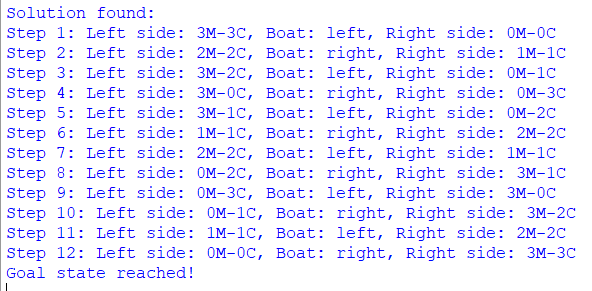 Solution found:
Step 1: Left side: 3M-3C, Boat: left, Right side: 0M-0C
Step 2: Left side: 2M-2C, Boat: right, Right side: 1M-1C
Step 3: Left side: 3M-2C, Boat: left, Right side: 0M-1C
Step 4: Left side: 3M-0C, Boat: right, Right side: 0M-3C
Step 5: Left side: 3M-1C, Boat: left, Right side: 0M-2C
Step 6: Left side: 1M-1C, Boat: right, Right side: 2M-2C
Step 7: Left side: 2M-2C, Boat: left, Right side: 1M-1C
Step 8: Left side: 0M-2C, Boat: right, Right side: 3M-1C
Step 9: Left side: 0M-3C, Boat: left, Right side: 3M-0C
Step 10: Left side: 0M-1C, Boat: right, Right side: 3M-2C
Step 11: Left side: 1M-1C, Boat: left, Right side: 2M-2C
Step 12: Left side: 0M-0C, Boat: right, Right side: 3M-3C
Goal state reached!